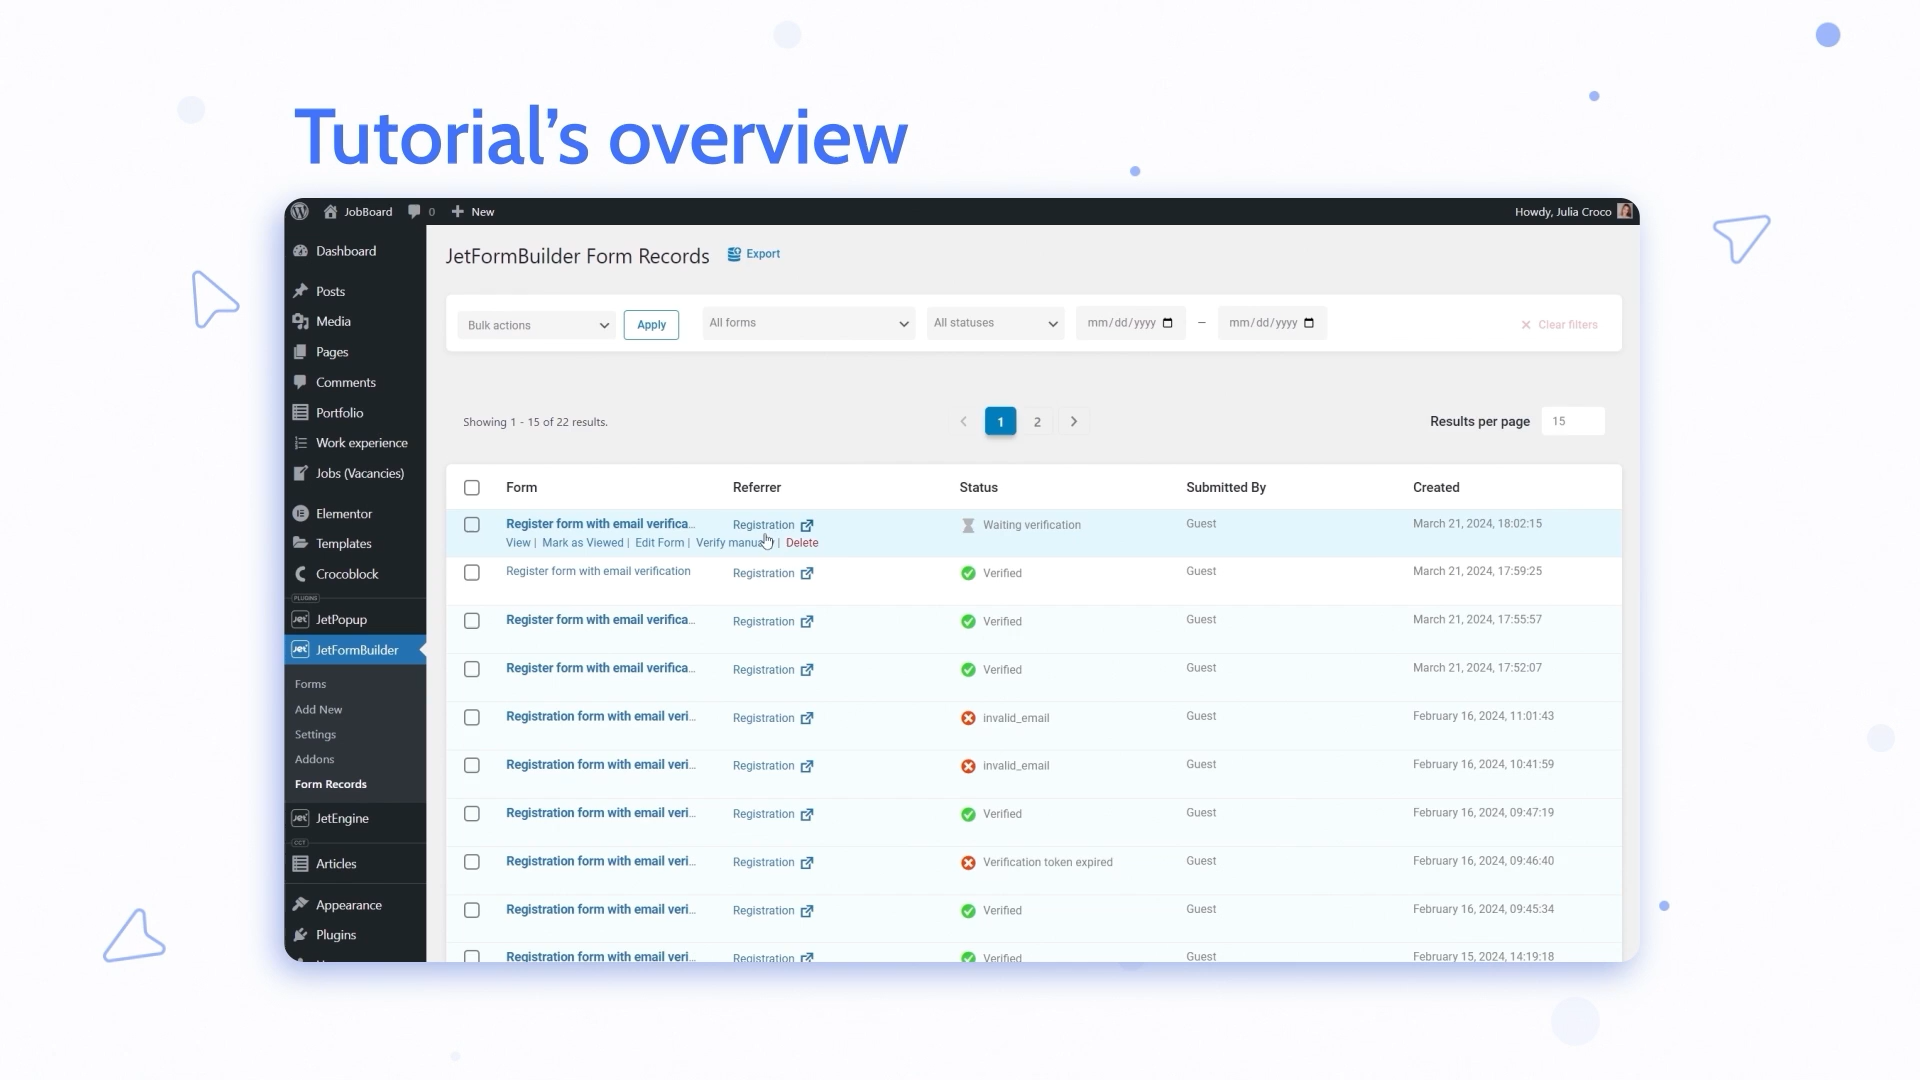 Tutorial's overview
JobBoard 0 New Howdy, Julia Croco
Dashboard
Posts
Media
Pages
Comments
Portfolio
Work experience
Jobs (Vacancies)
Elementor
Templates
Crocoblock
PLUGINS
Jet JetPopup
Jet JetFormBuilder
Forms
Add New
Settings
Addons
Form Records
Jet JetEngine
CCT
Articles
Appearance
Plugins
JetFormBuilder Form Records Export
Bulk actions Apply All forms All statuses mm/dd/yyyy – mm/dd/yyyy Clear filters
Showing 1 - 15 of 22 results. 1 2 Results per page 15
Form Referrer Status Submitted By Created
Register form with email verifica... Registration Waiting verification Guest March 21, 2024, 18:02:15
View | Mark as Viewed | Edit Form | Verify manua | Delete
Register form with email verification Registration Verified Guest March 21, 2024, 17:59:25
Register form with email verifica... Registration Verified Guest March 21, 2024, 17:55:57
Register form with email verifica... Registration Verified Guest March 21, 2024, 17:52:07
Registration form with email veri... Registration invalid_email Guest February 16, 2024, 11:01:43
Registration form with email veri... Registration invalid_email Guest February 16, 2024, 10:41:59
Registration form with email veri... Registration Verified Guest February 16, 2024, 09:47:19
Registration form with email veri... Registration Verification token expired Guest February 16, 2024, 09:46:40
Registration form with email veri... Registration Verified Guest February 16, 2024, 09:45:34
Registration form with email veri... Registration Verified Guest February 15, 2024, 14:19:18